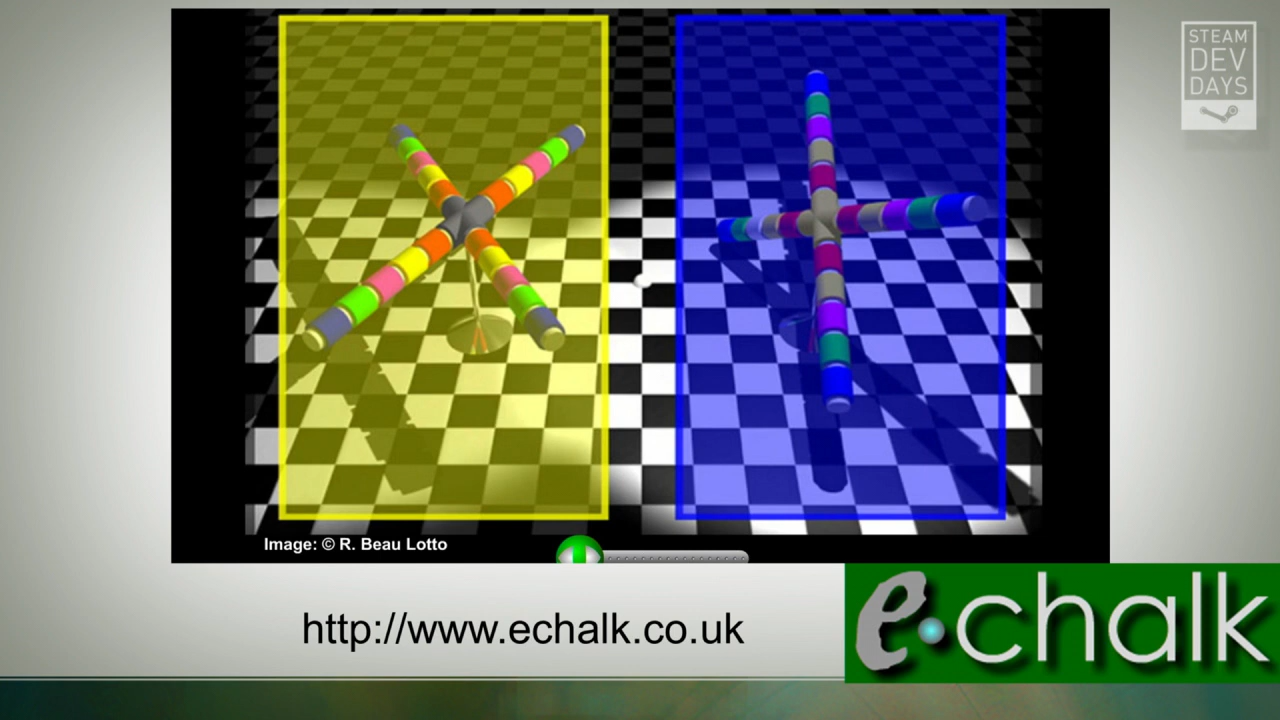 STEAM
DEV
DAYS
Image: © R. Beau Lotto
http://www.echalk.co.uk
e·chalk